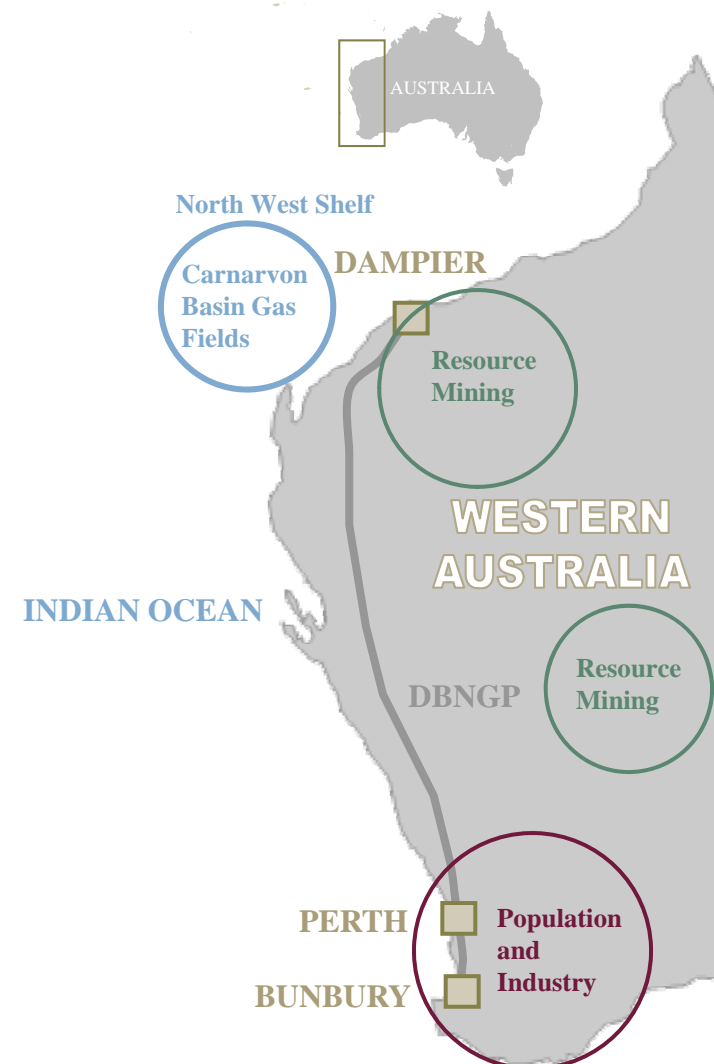 AUSTRALIA
North West Shelf
DAMPIER
Carnarvon
Basin Gas
Fields
Resource
Mining
WESTERN
AUSTRALIA
INDIAN OCEAN
Resource
Mining
DBNGP
PERTH
Population
and
Industry
BUNBURY